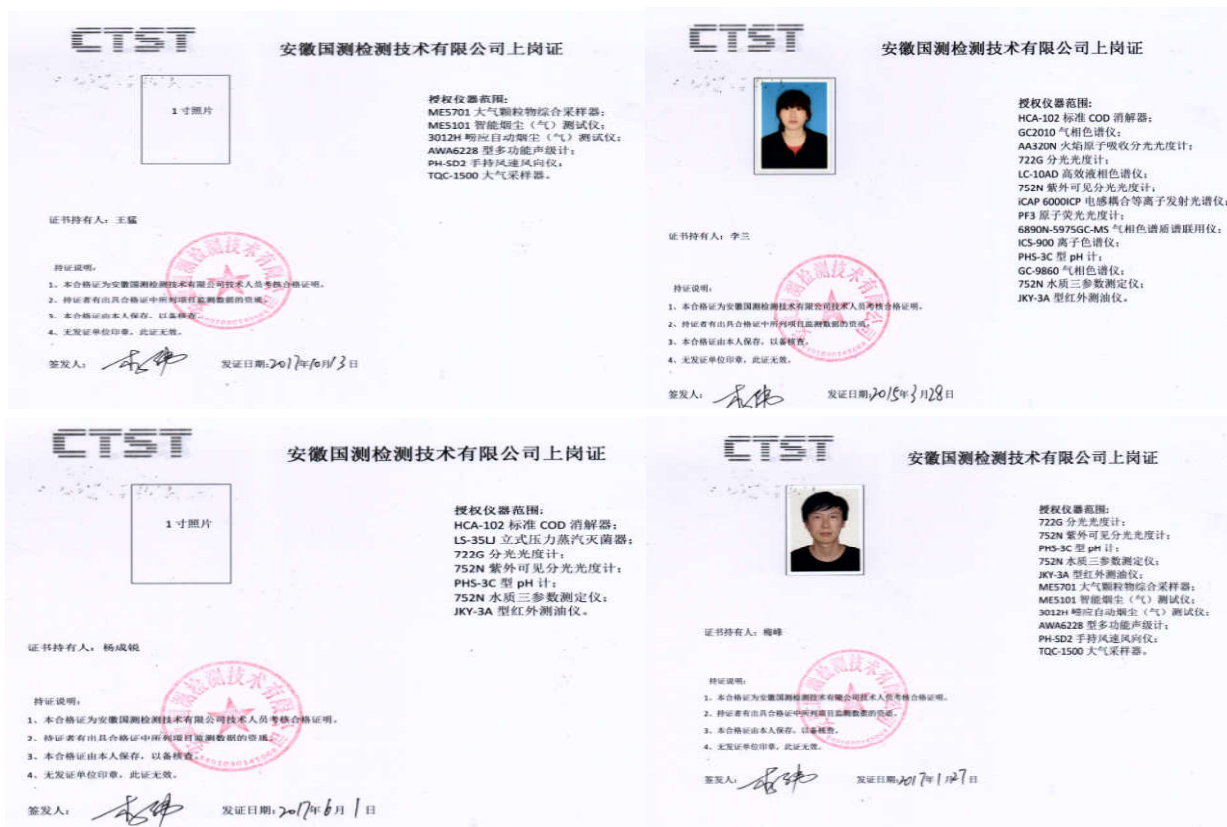 CTST
安徽国测检测技术有限公司上岗证
1寸照片
授权仪器范围:
ME5701 大气颗粒物综合采样器;
ME5101 智能烟尘（气）测试仪;
3012H 崂应自动烟尘（气）测试仪;
AWA6228 型多功能声级计;
PH-SD2 手持风速风向仪;
TQC-1500 大气采样器。
证书持有人: 王猛
持证说明:
1、本合格证为安徽国测检测技术有限公司技术人员考核合格证明。
2、持证者有出具合格证中所列项目监测数据的资质。
3、本合格证由本人保存，以备核查。
4、无发证单位印章，此证无效。
签发人:
发证日期:2017年10月13日
CTST
安徽国测检测技术有限公司上岗证
授权仪器范围:
HCA-102 标准 COD 消解器;
GC2010 气相色谱仪;
AA320N 火焰原子吸收分光光度计;
722G 分光光度计;
LC-10AD 高效液相色谱仪;
752N 紫外可见分光光度计;
iCAP 6000ICP 电感耦合等离子发射光谱仪;
PF3 原子荧光光度计;
6890N-5975GC-MS 气相色谱质谱联用仪;
ICS-900 离子色谱仪;
PHS-3C 型 pH 计;
GC-9860 气相色谱仪;
752N 水质三参数测定仪;
JKY-3A 型红外测油仪。
证书持有人: 李兰
持证说明:
1、本合格证为安徽国测检测技术有限公司技术人员考核合格证明。
2、持证者有出具合格证中所列项目监测数据的资质。
3、本合格证由本人保存，以备核查。
4、无发证单位印章，此证无效。
签发人:
发证日期:2015年3月28日
CTST
安徽国测检测技术有限公司上岗证
1寸照片
授权仪器范围:
HCA-102 标准 COD 消解器;
LS-35LJ 立式压力蒸汽灭菌器;
722G 分光光度计;
752N 紫外可见分光光度计;
PHS-3C 型 pH 计;
752N 水质三参数测定仪;
JKY-3A 型红外测油仪。
证书持有人: 杨成锐
持证说明:
1、本合格证为安徽国测检测技术有限公司技术人员考核合格证明。
2、持证者有出具合格证中所列项目监测数据的资质。
3、本合格证由本人保存，以备核查。
4、无发证单位印章，此证无效。
签发人:
发证日期:2017年6月1日
CTST
安徽国测检测技术有限公司上岗证
授权仪器范围:
722G 分光光度计;
752N 紫外可见分光光度计;
PHS-3C 型 pH 计;
752N 水质三参数测定仪;
JKY-3A 型红外测油仪;
ME5701 大气颗粒物综合采样器;
ME5101 智能烟尘（气）测试仪;
3012H 崂应自动烟尘（气）测试仪;
AWA6228 型多功能声级计;
PH-SD2 手持风速风向仪;
TQC-1500 大气采样器。
证书持有人: 梅峰
持证说明:
1、本合格证为安徽国测检测技术有限公司技术人员考核合格证明。
2、持证者有出具合格证中所列项目监测数据的资质。
3、本合格证由本人保存，以备核查。
4、无发证单位印章，此证无效。
签发人:
发证日期:2017年1月27日